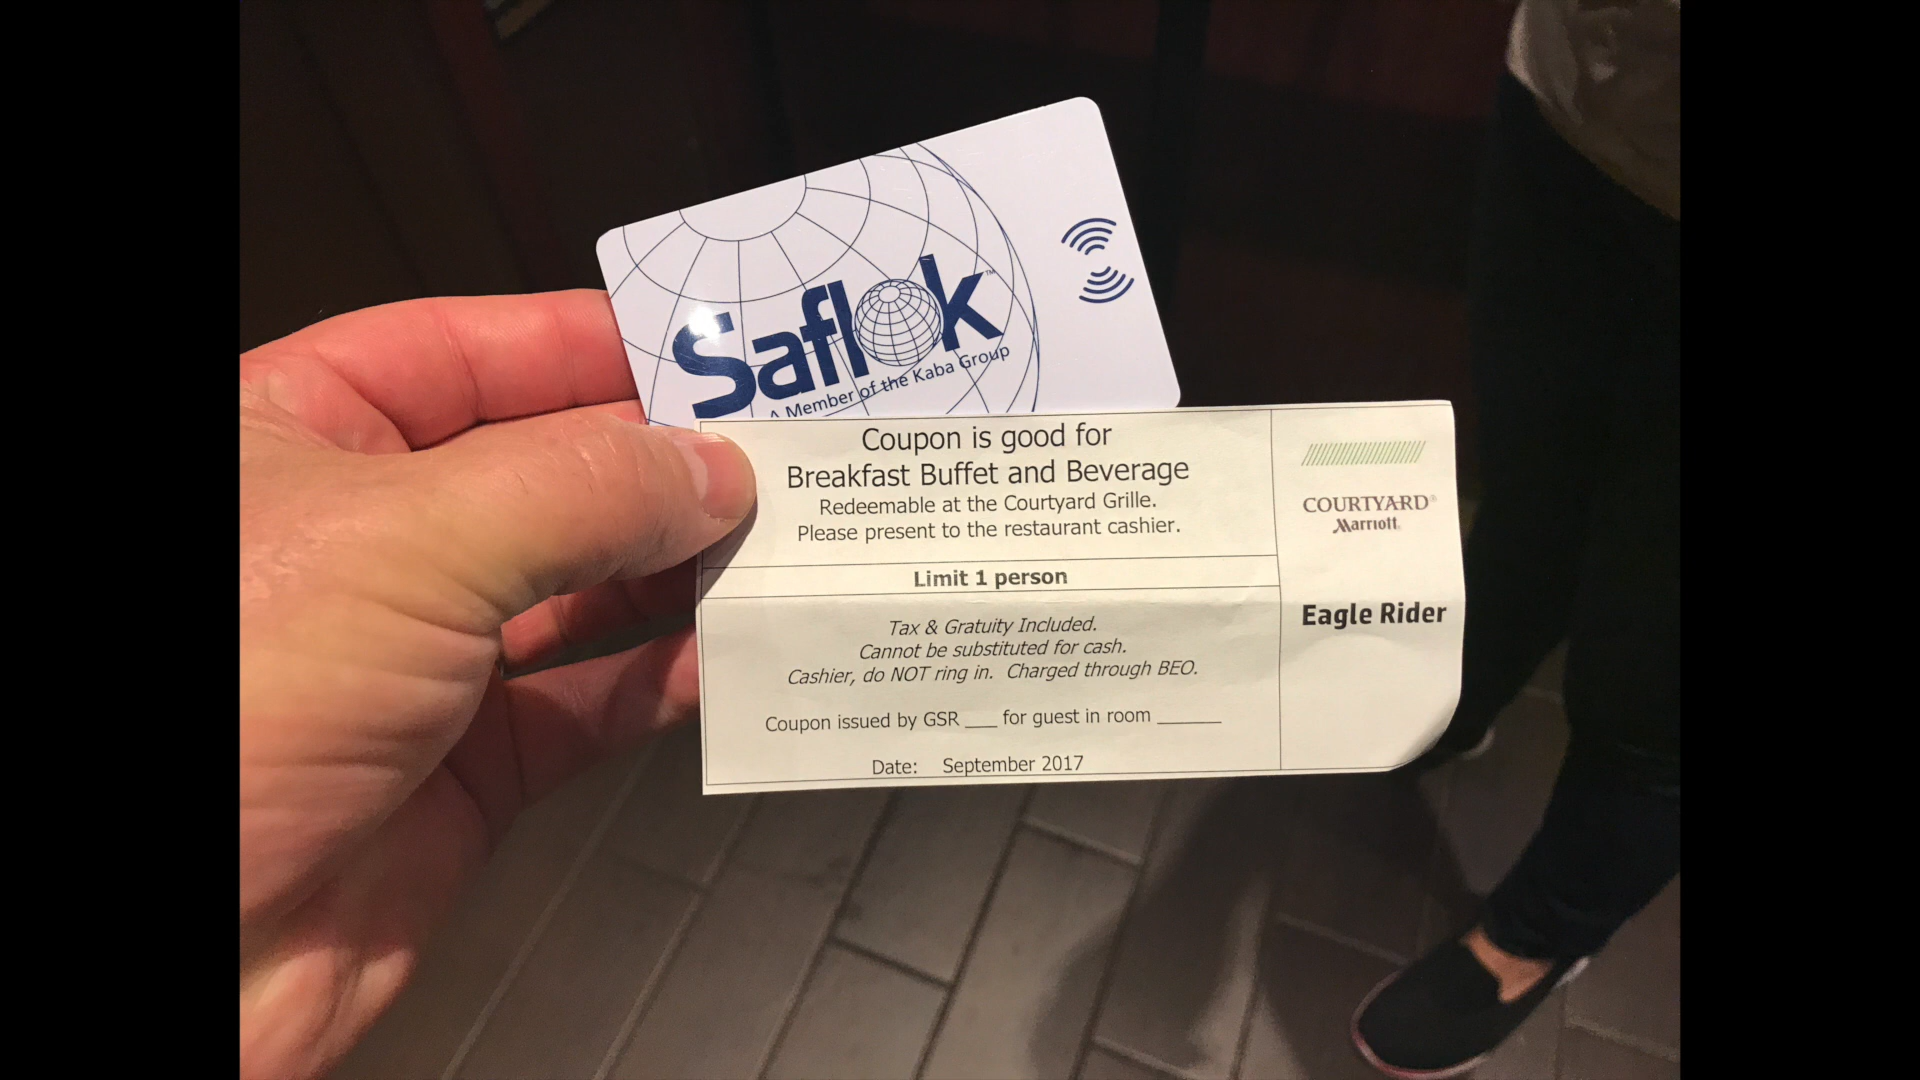 Saflok™
A Member of the Kaba Group
Coupon is good for
Breakfast Buffet and Beverage
Redeemable at the Courtyard Grille.
Please present to the restaurant cashier.
Limit 1 person
Tax & Gratuity Included.
Cannot be substituted for cash.
Cashier, do NOT ring in. Charged through BEO.
Coupon issued by GSR ___ for guest in room ______
Date: September 2017
COURTYARD®
Marriott.
Eagle Rider